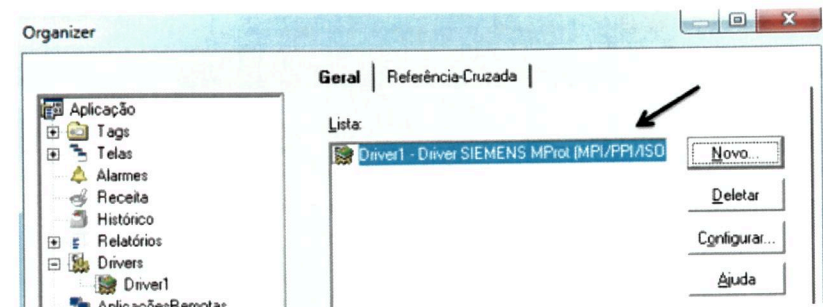 Organizer
Geral
Referência-Cruzada
Aplicação
Tags
Telas
Alarmes
Receita
Histórico
Relatórios
Drivers
Driver1
AplicaçõesRemotas
Lista:
Driver1 - Driver SIEMENS MProt (MPI/PPI/ISO
Novo...
Deletar
Configurar...
Ajuda